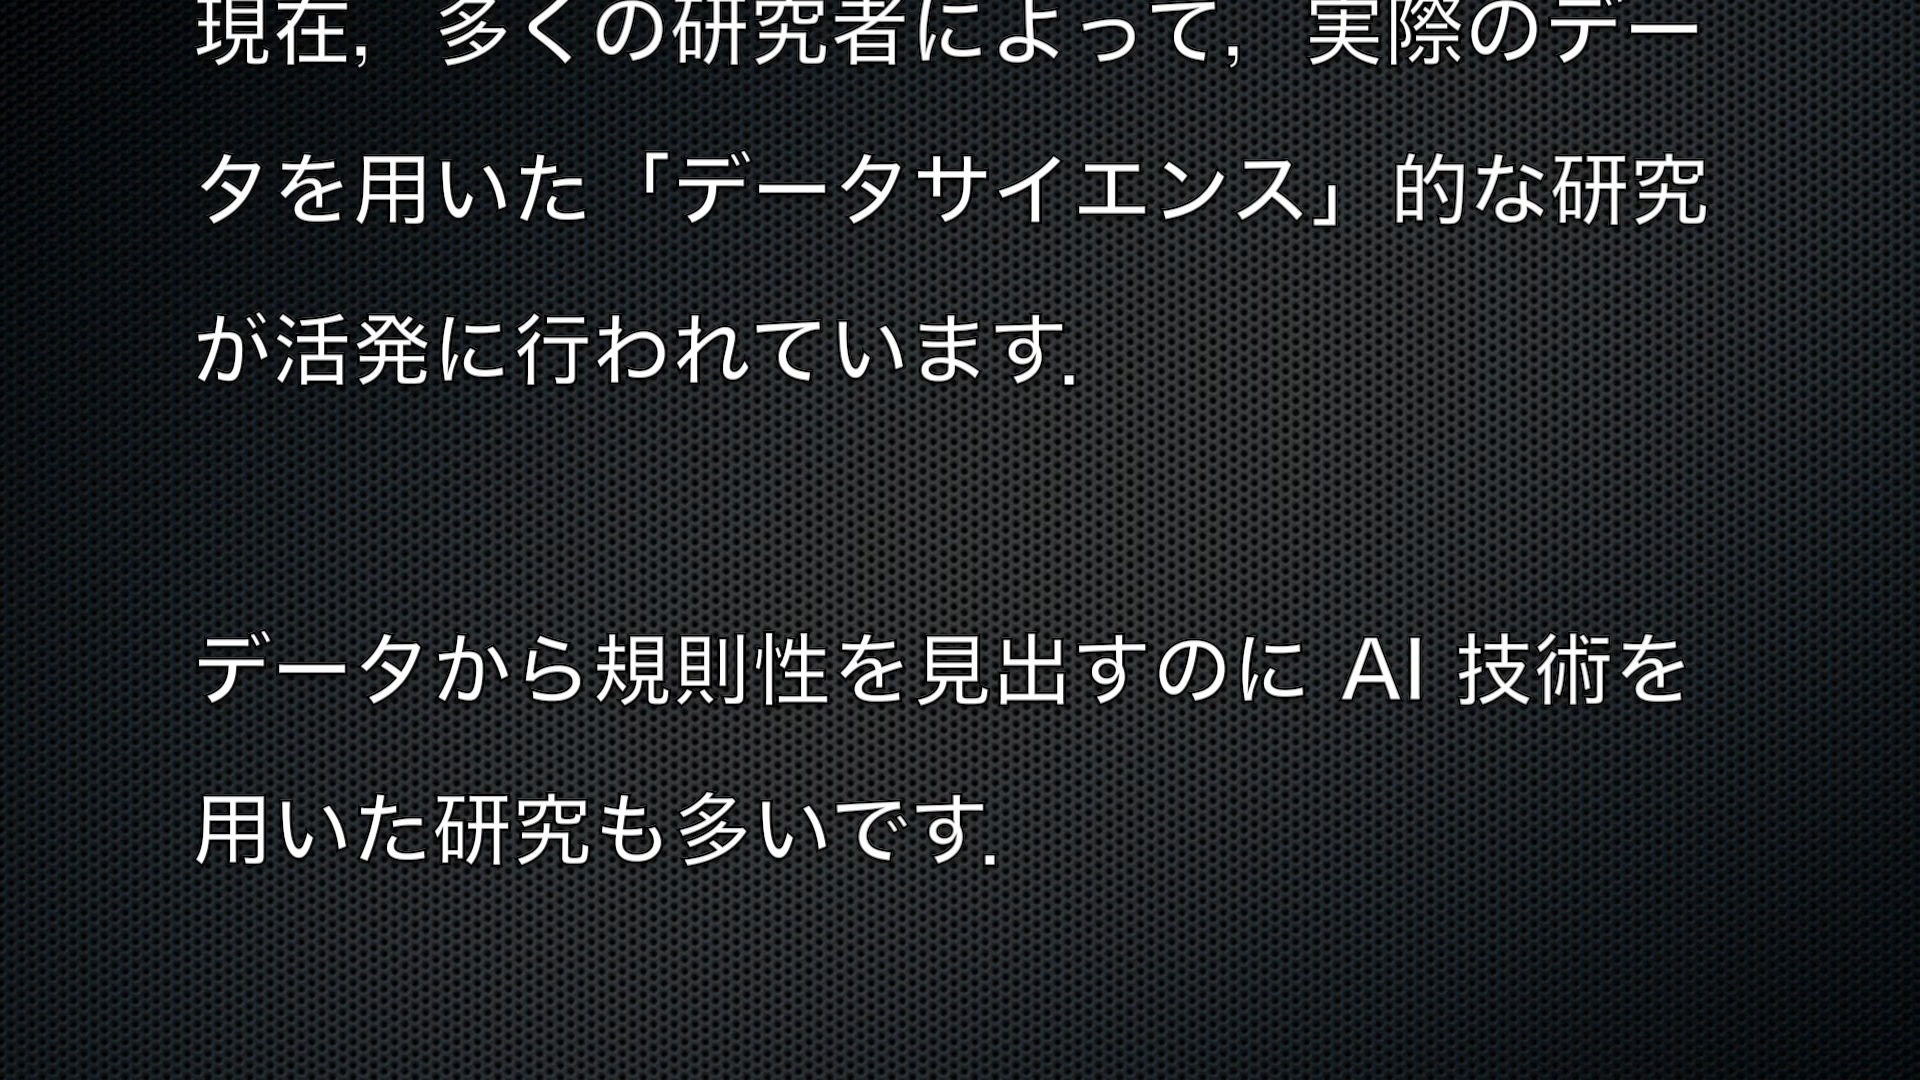 現在，多くの研究者によって，実際のデー
タを用いた「データサイエンス」的な研究
が活発に行われています．
データから規則性を見出すのに AI 技術を
用いた研究も多いです．